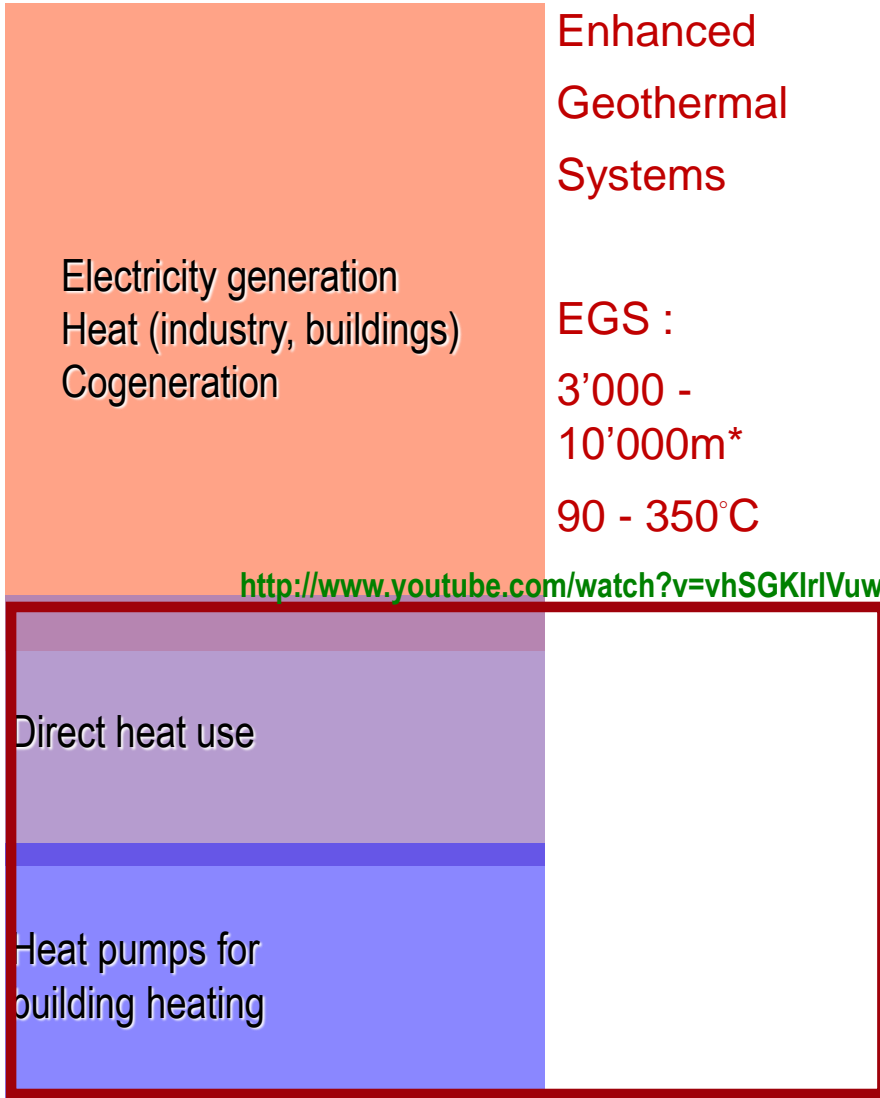 Enhanced
Geothermal
Systems
Electricity generation
Heat (industry, buildings)
Cogeneration
EGS :
3’000 -
10’000m*
90 - 350°C
http://www.youtube.com/watch?v=vhSGKIrlVuw
Direct heat use
Heat pumps for
building heating